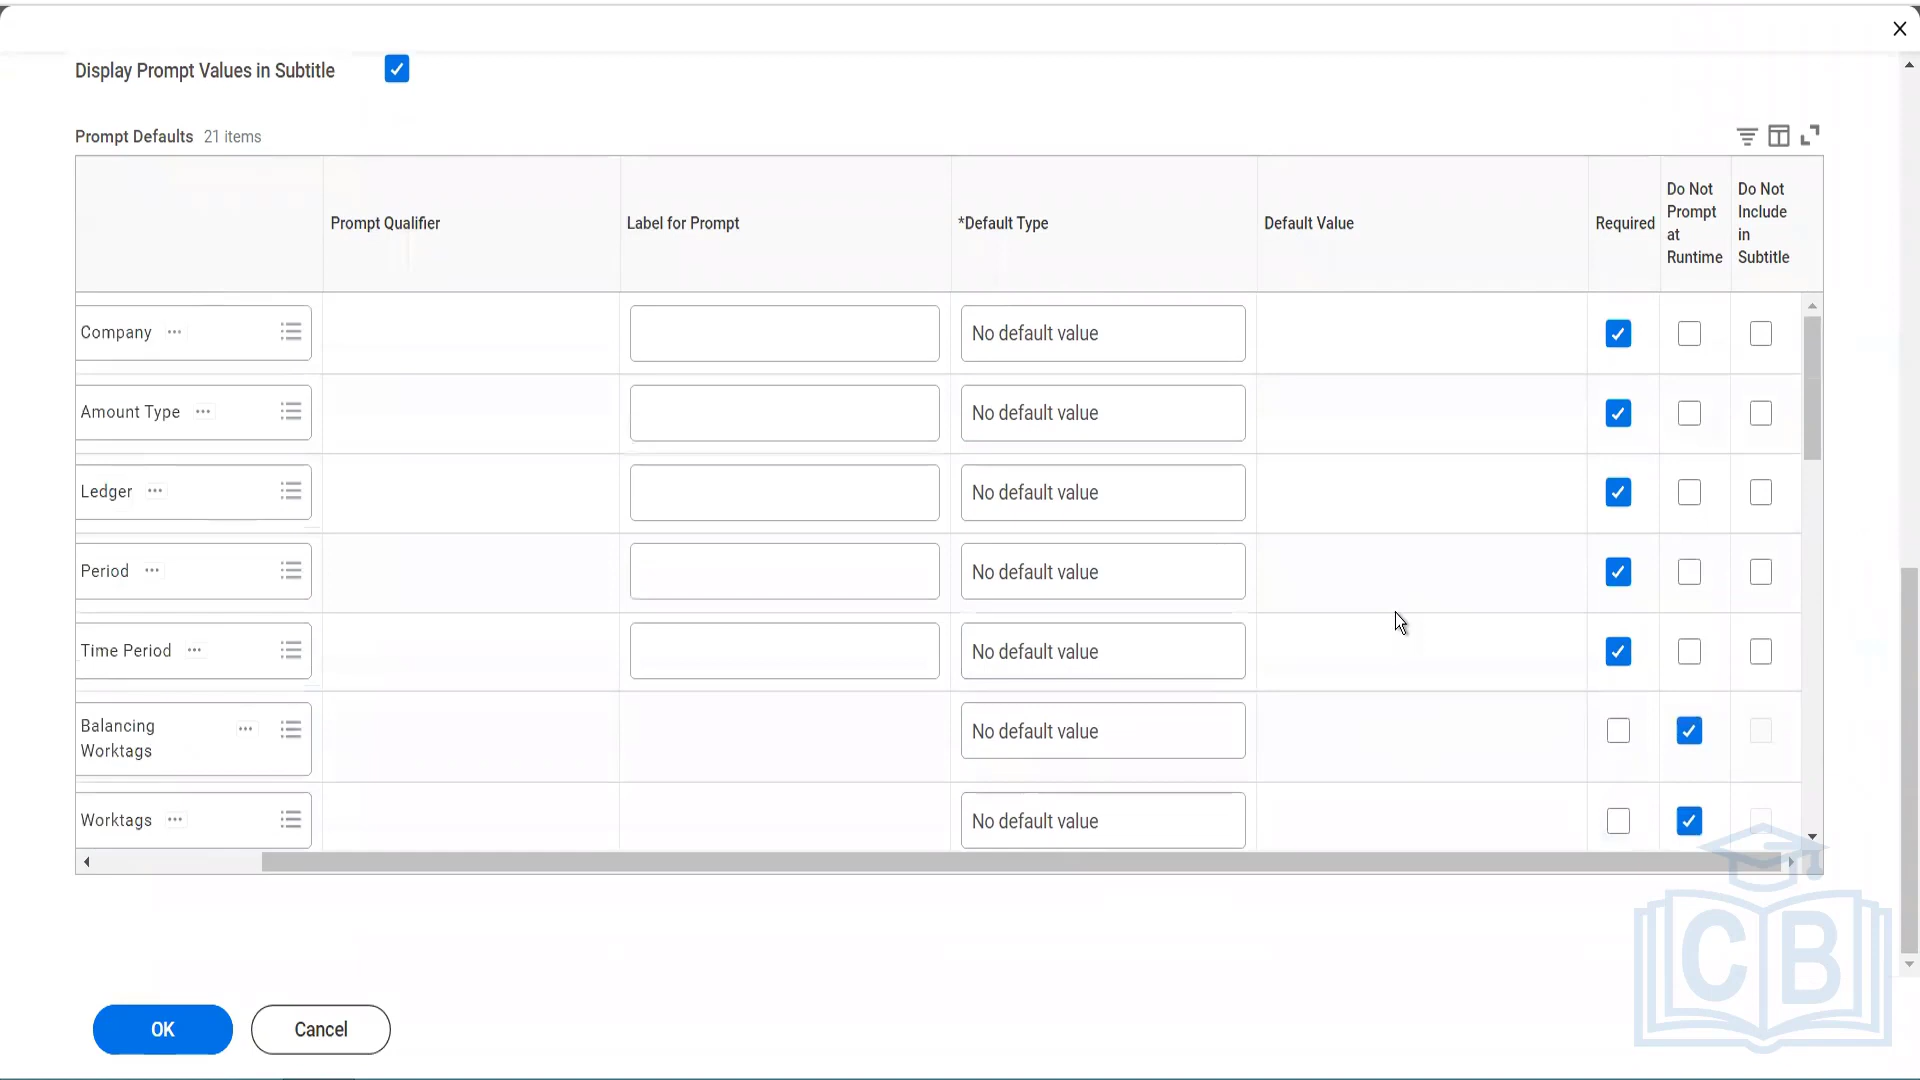 Display Prompt Values in Subtitle
Prompt Defaults 21 items
Prompt Qualifier
Label for Prompt
*Default Type
Default Value
Required
Do Not
Prompt
at
Runtime
Do Not
Include
in
Subtitle
Company
No default value
Amount Type
No default value
Ledger
No default value
Period
No default value
Time Period
No default value
Balancing
Worktags
No default value
Worktags
No default value
OK
Cancel
CB